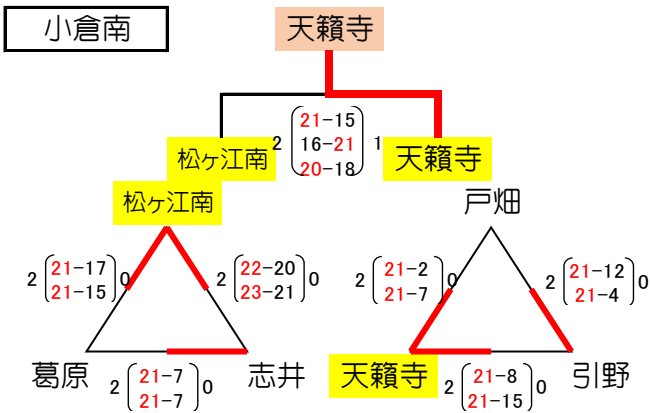 小倉南
天籟寺
2 21-15 1
16-21
20-18
松ヶ江南
天籟寺
松ヶ江南
戸畑
2 21-17 0
21-15
2 22-20 0
23-21
2 21-2 0
21-7
2 21-12 0
21-4
葛原
2 21-7 0
21-7
志井
天籟寺
2 21-8 0
21-15
引野